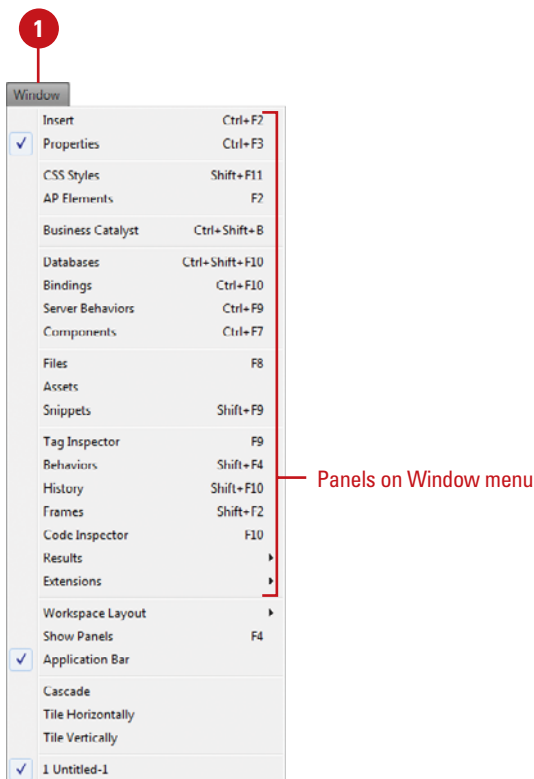 1
Window
Insert Ctrl+F2
Properties Ctrl+F3
CSS Styles Shift+F11
AP Elements F2
Business Catalyst Ctrl+Shift+B
Databases Ctrl+Shift+F10
Bindings Ctrl+F10
Server Behaviors Ctrl+F9
Components Ctrl+F7
Files F8
Assets
Snippets Shift+F9
Tag Inspector F9
Behaviors Shift+F4
History Shift+F10
Panels on Window menu
Frames Shift+F2
Code Inspector F10
Results
Extensions
Workspace Layout
Show Panels F4
Application Bar
Cascade
Tile Horizontally
Tile Vertically
1 Untitled-1